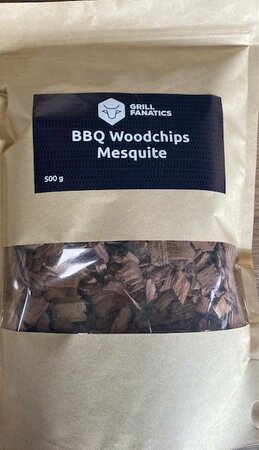 GRILL
FANATICS
BBQ Woodchips
Mesquite
500 g